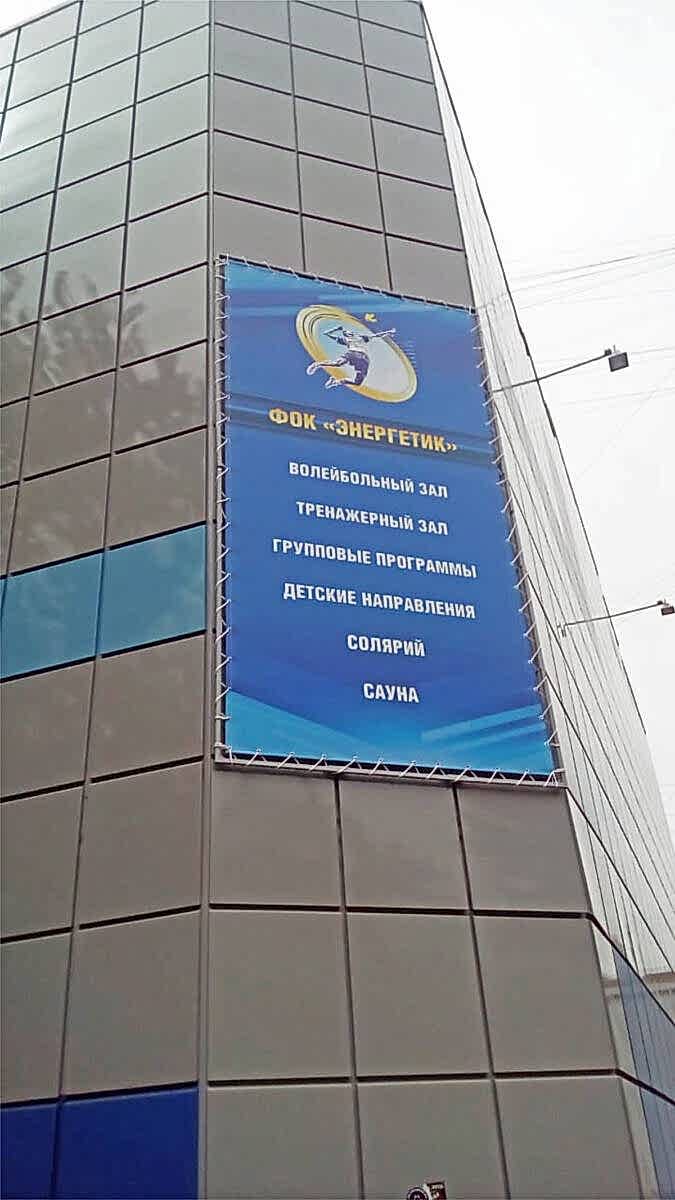 ФОК «ЭНЕРГЕТИК»
ВОЛЕЙБОЛЬНЫЙ ЗАЛ
ТРЕНАЖЕРНЫЙ ЗАЛ
ГРУППОВЫЕ ПРОГРАММЫ
ДЕТСКИЕ НАПРАВЛЕНИЯ
СОЛЯРИЙ
САУНА